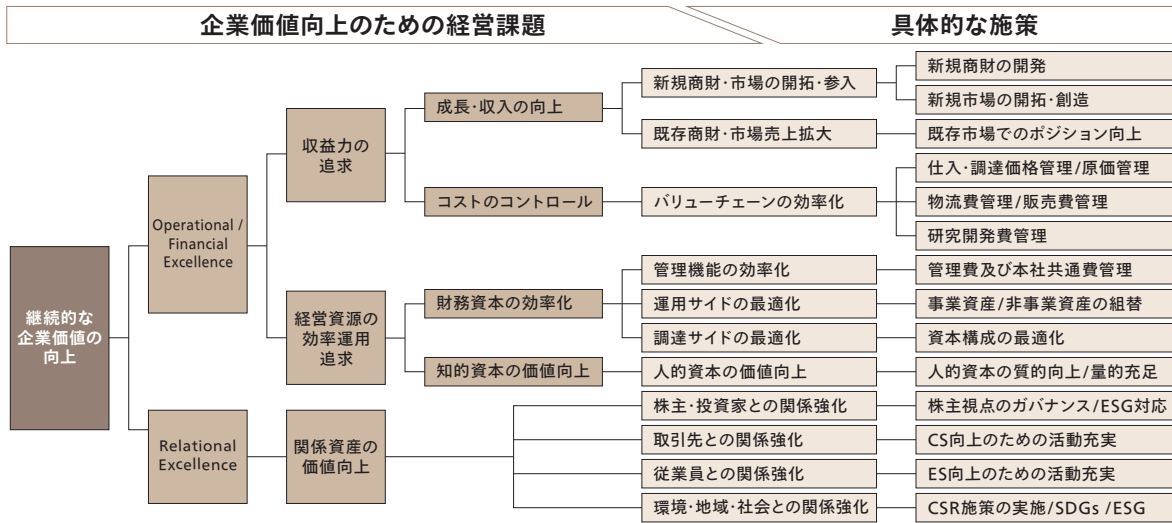 企業価値向上のための経営課題
具体的な施策
継続的な
企業価値の
向上
Operational /
Financial
Excellence
収益力の
追求
成長・収入の向上
新規商財・市場の開拓・参入
新規商財の開発
新規市場の開拓・創造
既存商財・市場売上拡大
既存市場でのポジション向上
コストのコントロール
バリューチェーンの効率化
仕入・調達価格管理/原価管理
物流費管理/販売費管理
研究開発費管理
経営資源の
効率運用
追求
財務資本の効率化
管理機能の効率化
管理費及び本社共通費管理
運用サイドの最適化
事業資産/非事業資産の組替
調達サイドの最適化
資本構成の最適化
知的資本の価値向上
人的資本の価値向上
人的資本の質的向上/量的充足
Relational
Excellence
関係資産の
価値向上
株主・投資家との関係強化
株主視点のガバナンス/ESG対応
取引先との関係強化
CS向上のための活動充実
従業員との関係強化
ES向上のための活動充実
環境・地域・社会との関係強化
CSR施策の実施/SDGs /ESG